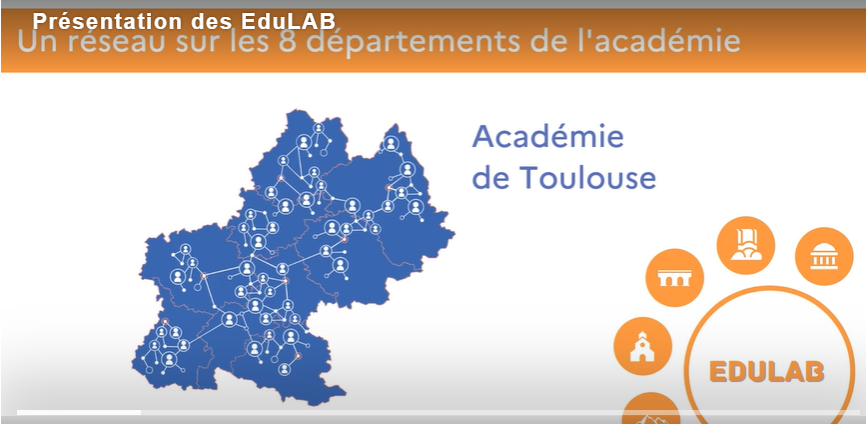 Présentation des EduLAB
Un réseau sur les 8 départements de l'académie
Académie
de Toulouse
EDULAB